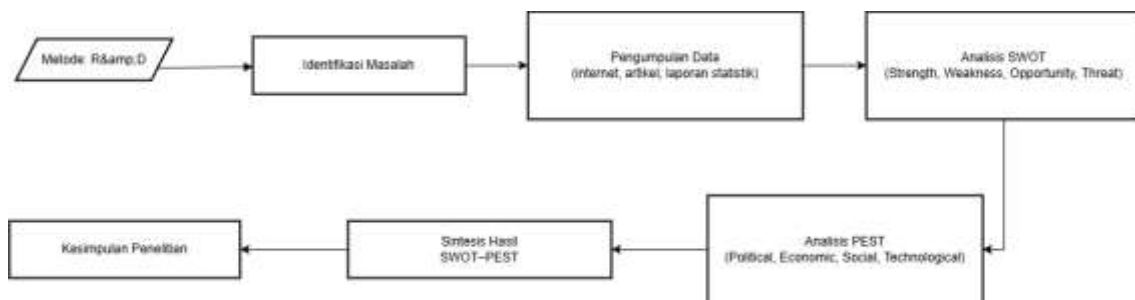 Metode: R&amp;D
Identifikasi Masalah
Pengumpulan Data
(internet, artikel, laporan statistik)
Analisis SWOT
(Strength, Weakness, Opportunity, Threat)
Analisis PEST
(Political, Economic, Social, Technological)
Sintesis Hasil
SWOT–PEST
Kesimpulan Penelitian